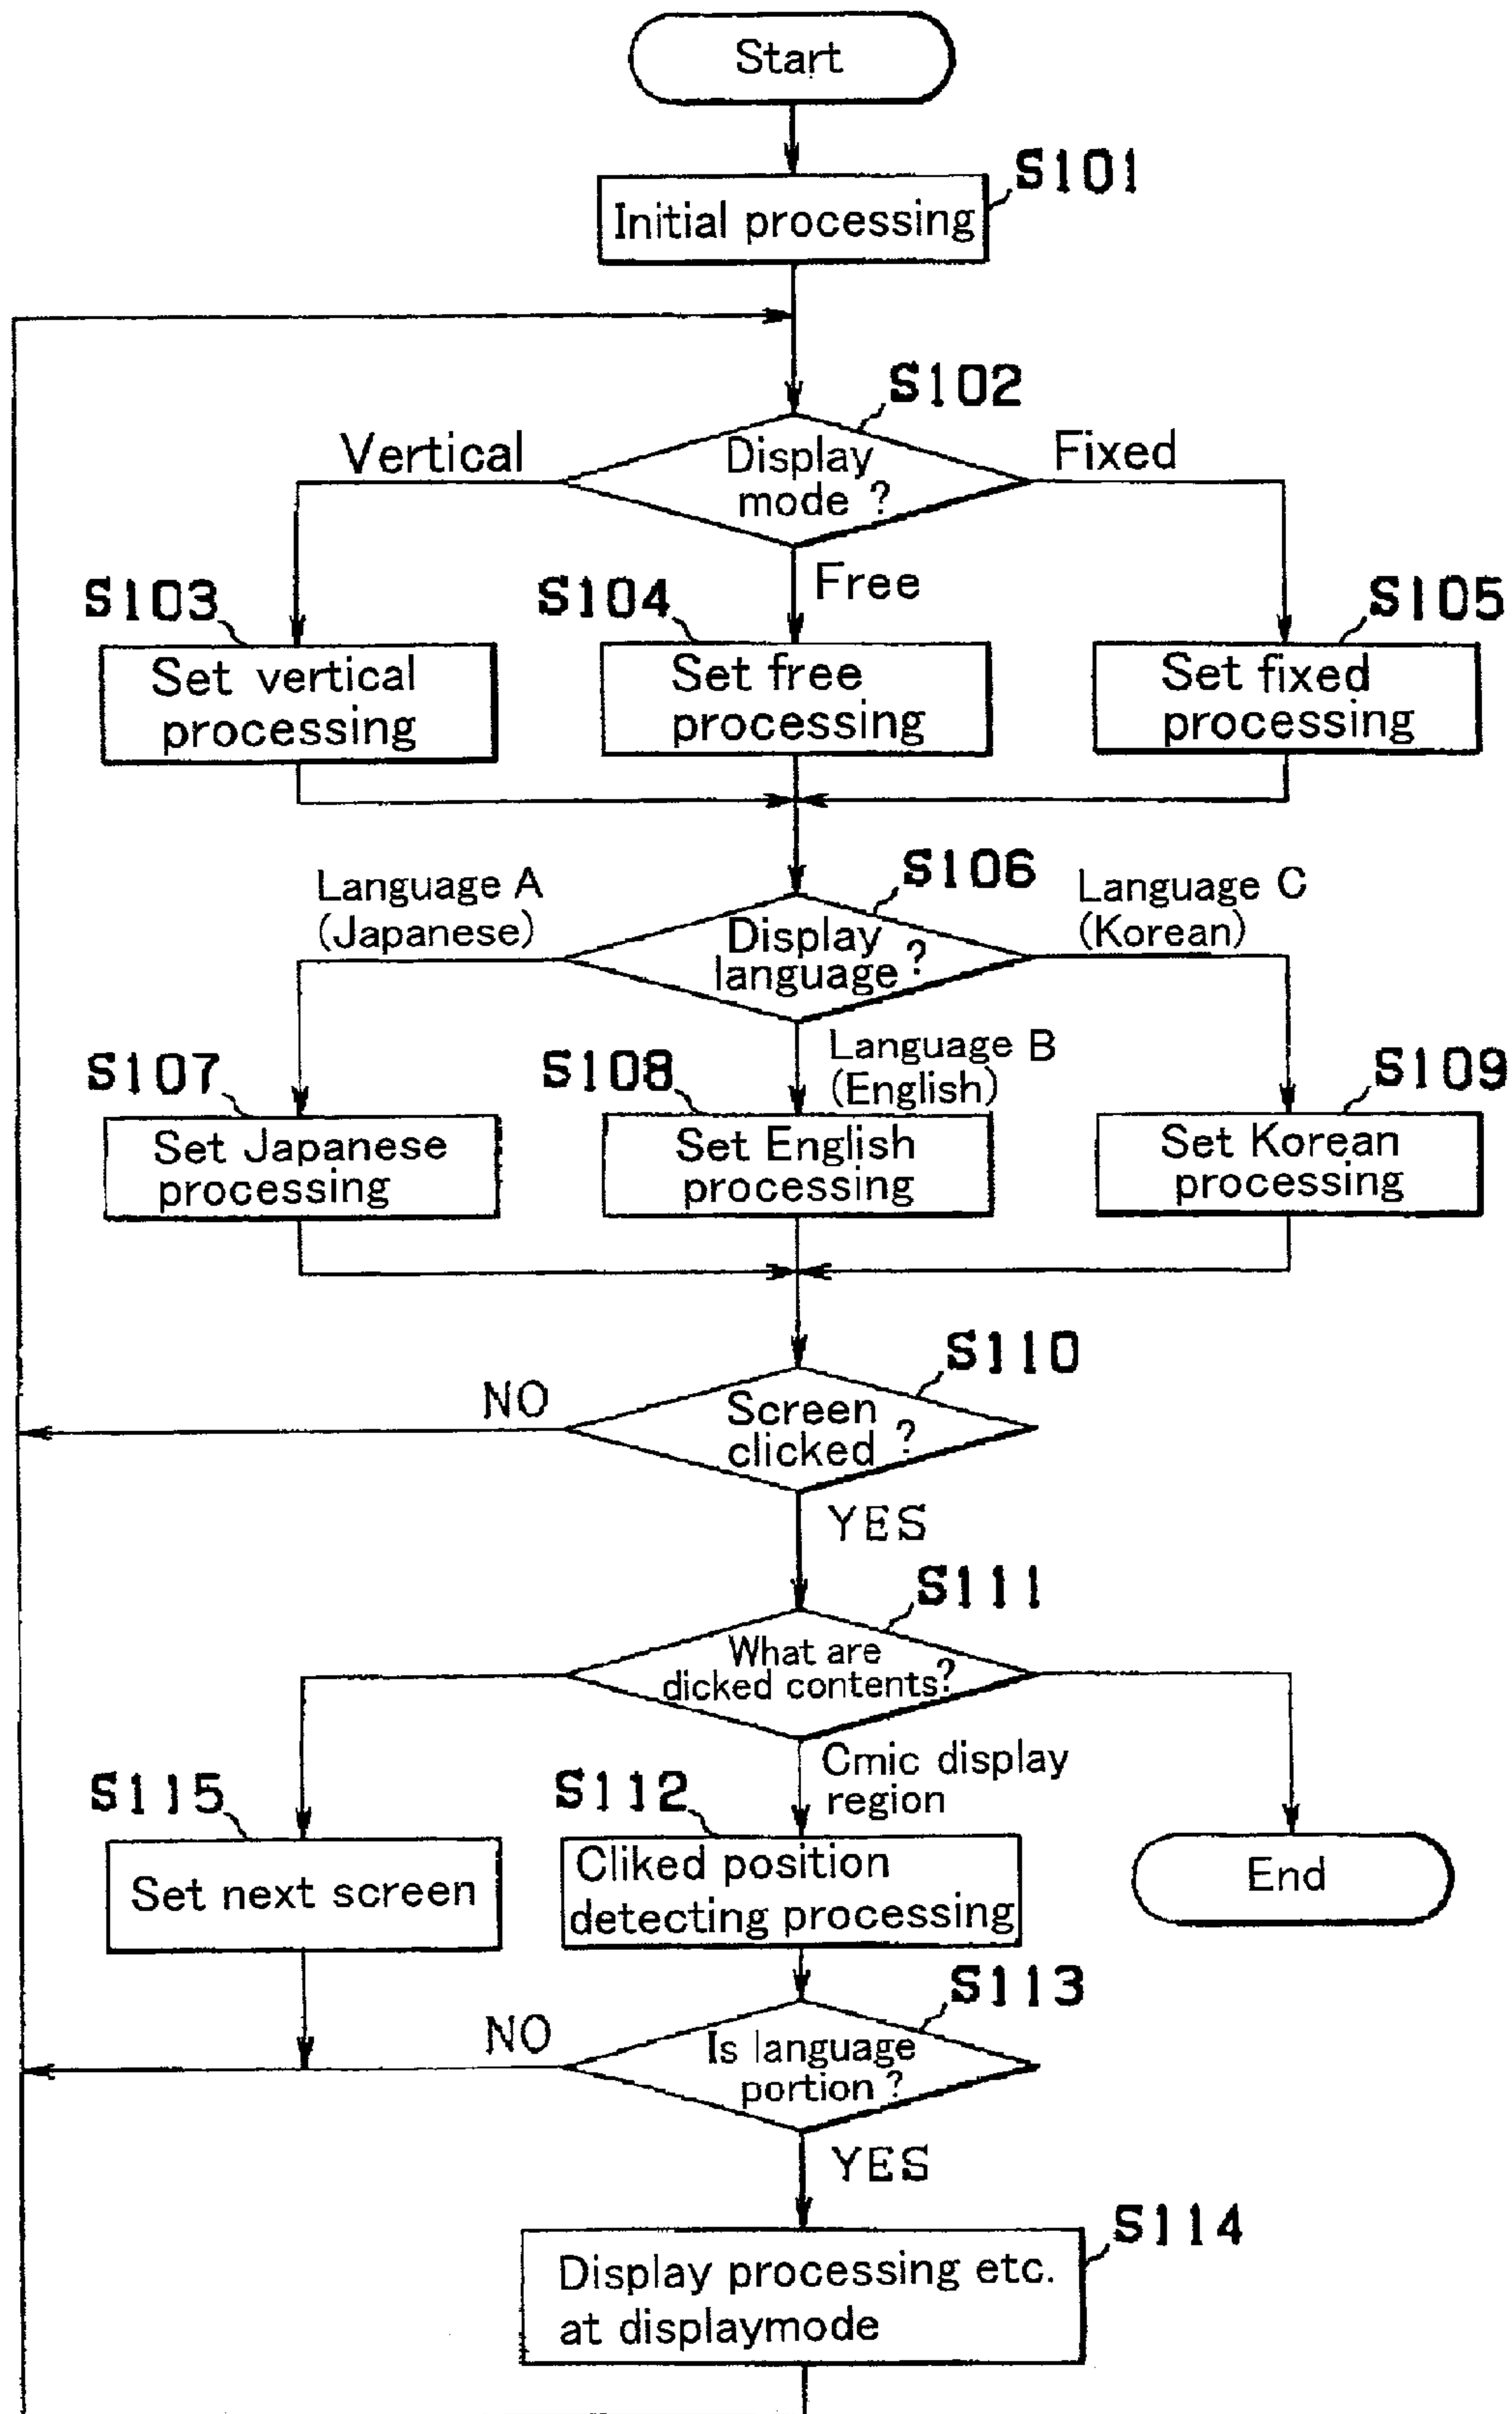 Start
S101
Initial processing
S102
Vertical
Display
mode ?
Fixed
Free
S103
Set vertical
processing
S104
Set free
processing
S105
Set fixed
processing
S106
Language A
(Japanese)
Display
language ?
Language C
(Korean)
Language B
(English)
S107
Set Japanese
processing
S108
Set English
processing
S109
Set Korean
processing
S110
NO
Screen
clicked ?
YES
S111
What are
dicked contents?
Cmic display
region
S115
Set next screen
S112
Cliked position
detecting processing
End
S113
NO
Is language
portion ?
YES
S114
Display processing etc.
at displaymode